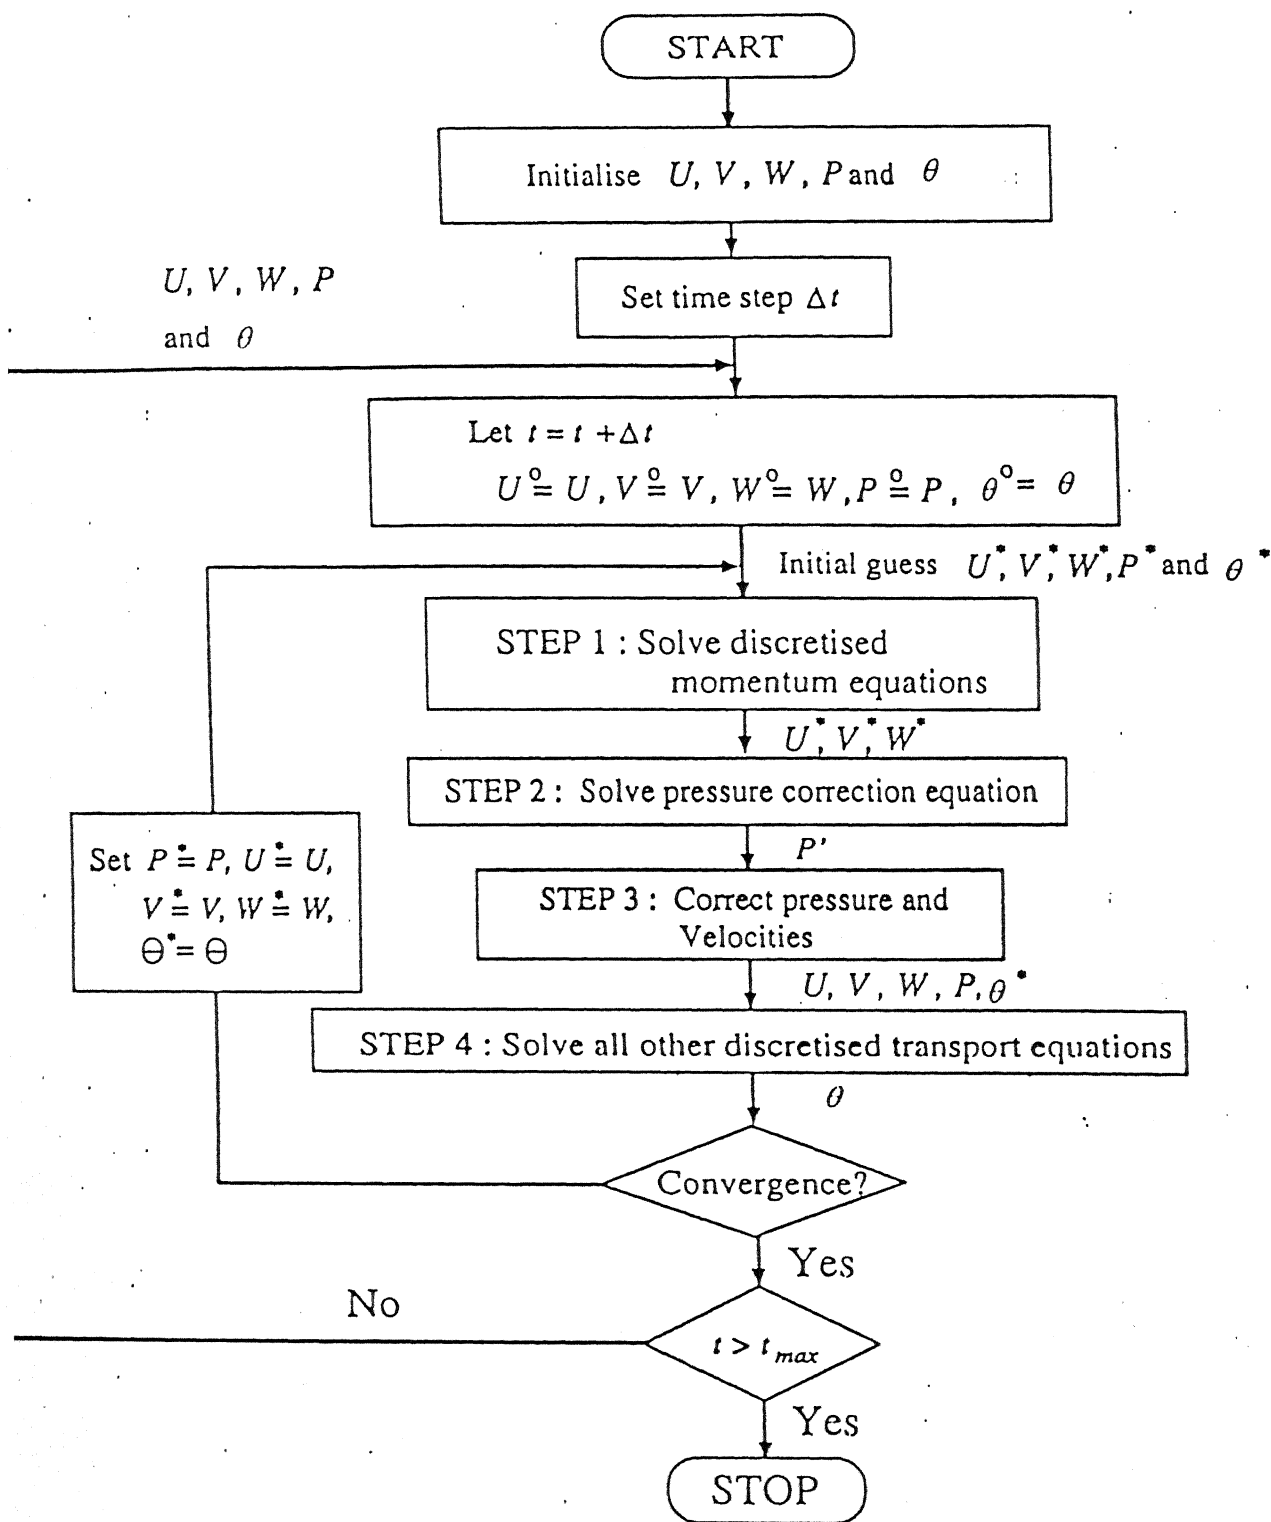 START
Initialise U, V, W, P and θ
Set time step Δt
U, V, W, P
and θ
Let t = t + Δt
U° = U, V° = V, W° = W, P° = P, θ° = θ
Initial guess U*, V*, W*, P* and θ*
STEP 1 : Solve discretised
momentum equations
U*, V*, W*
STEP 2 : Solve pressure correction equation
P'
Set P* = P, U* = U,
V* = V, W* = W,
Θ* = Θ
STEP 3 : Correct pressure and
Velocities
U, V, W, P, θ*
STEP 4 : Solve all other discretised transport equations
θ
Convergence?
Yes
No
t > t max
Yes
STOP